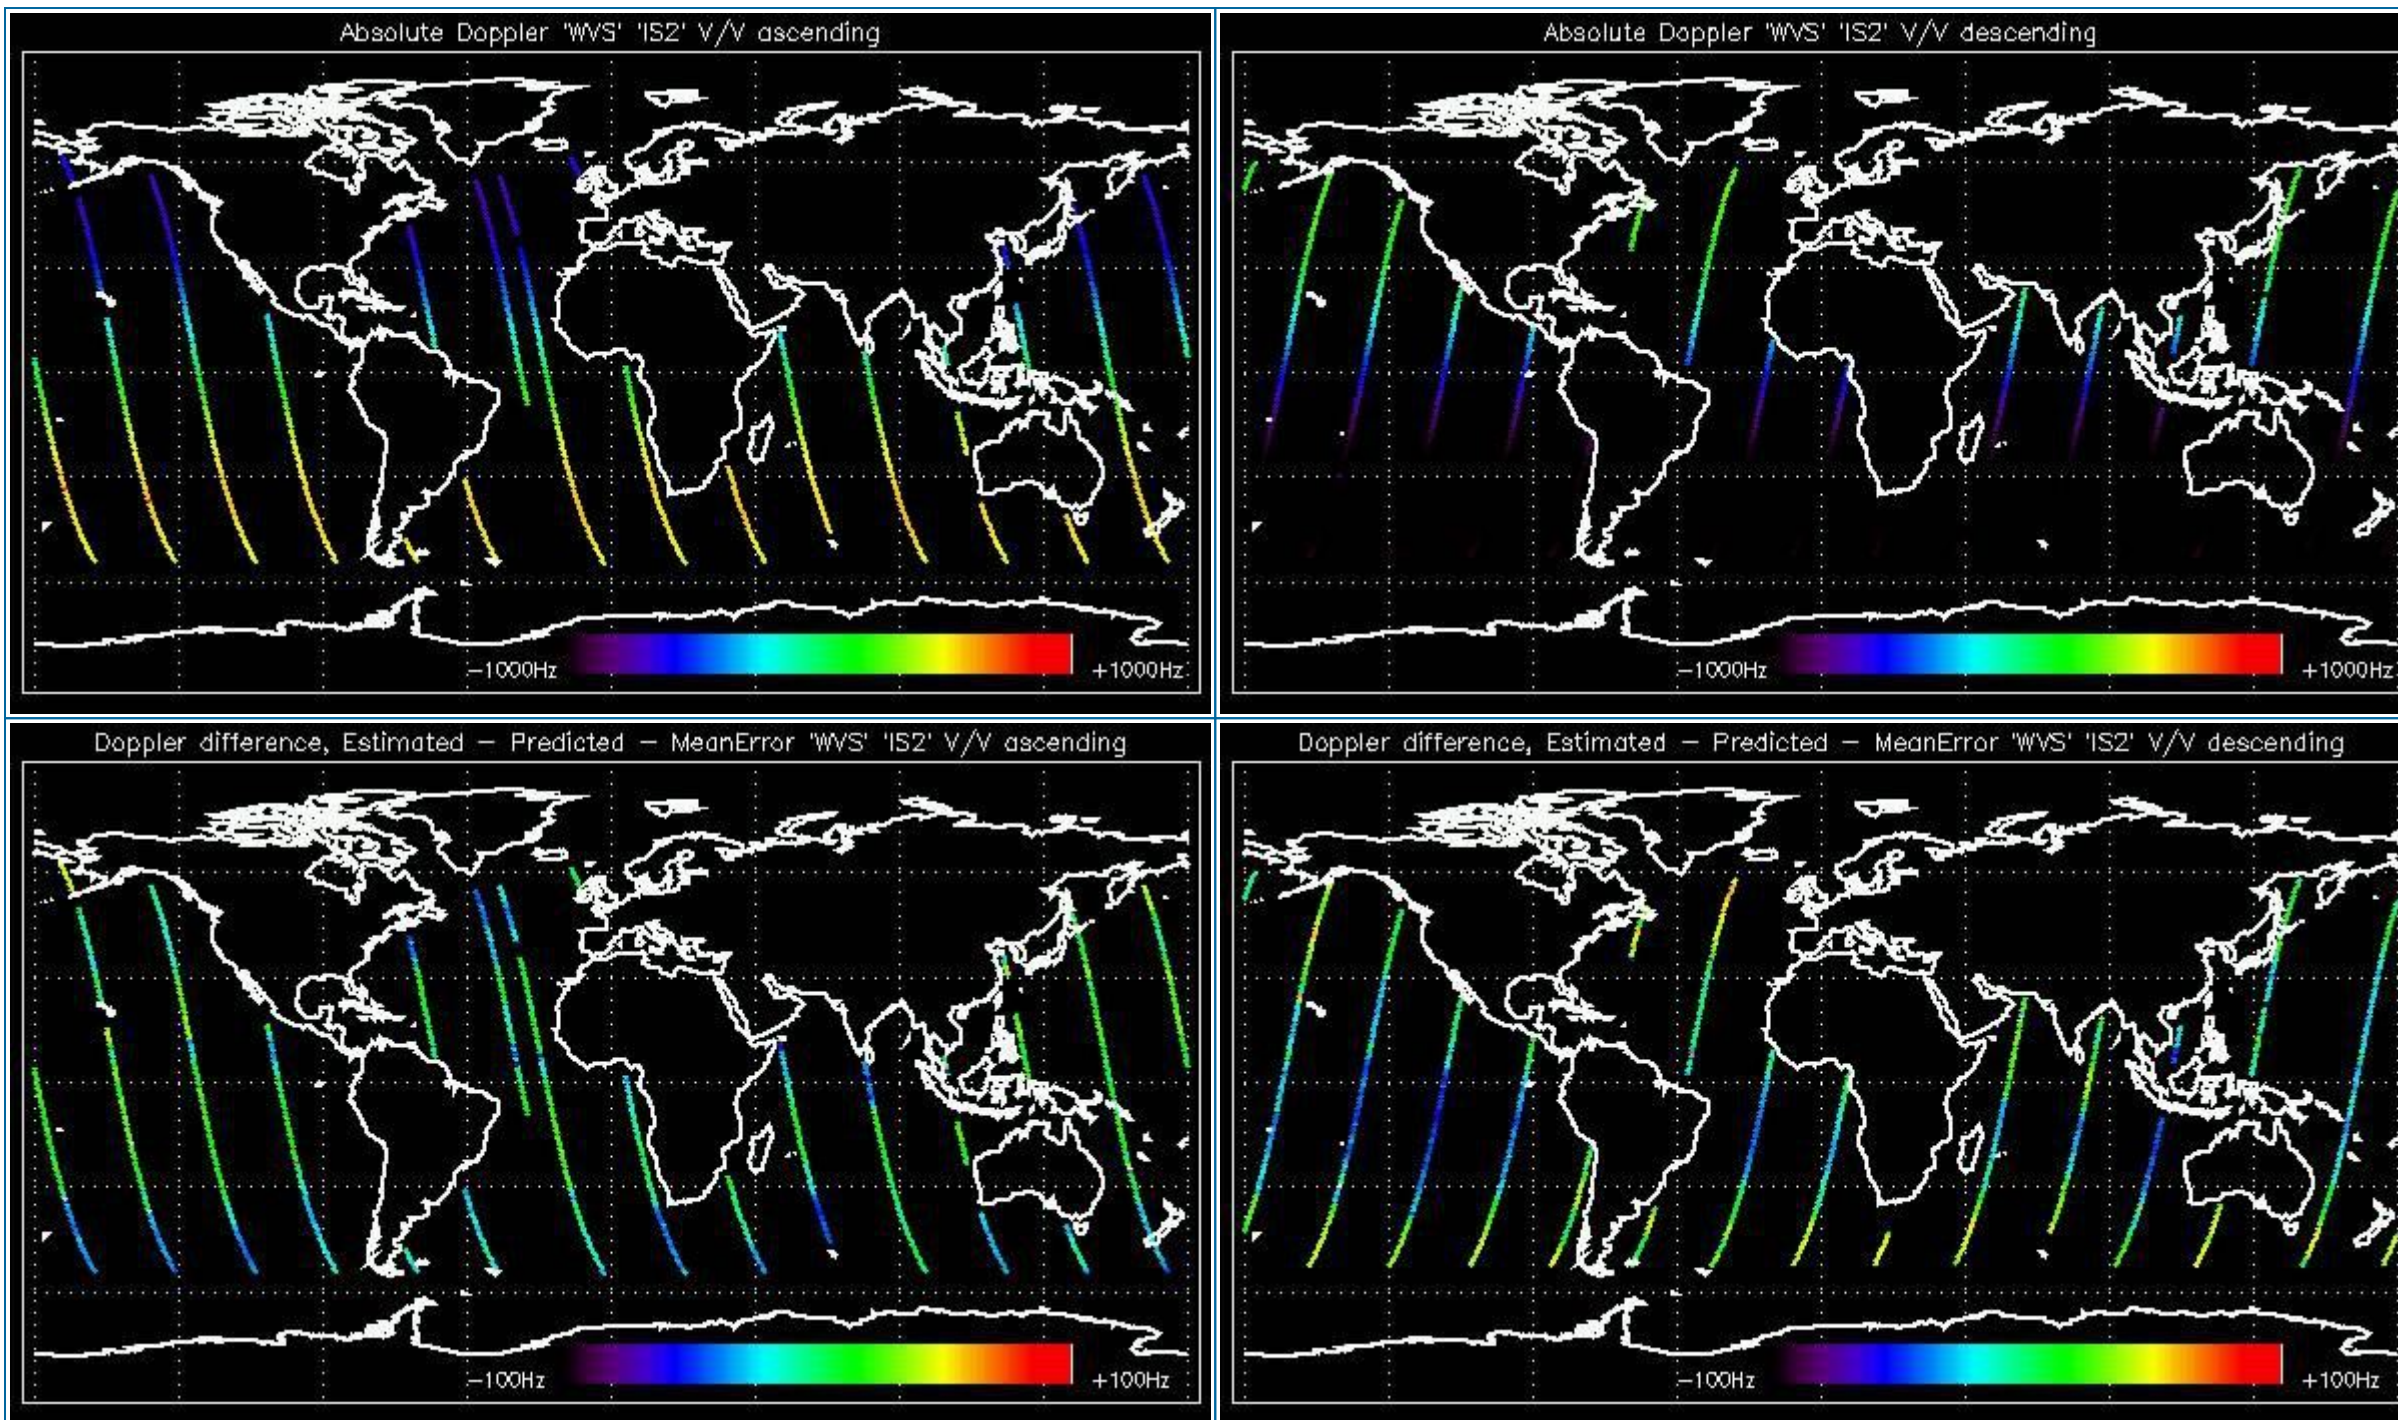 Absolute Doppler 'WVS' 'IS2' V/V ascending
-1000Hz +1000Hz
Absolute Doppler 'WVS' 'IS2' V/V descending
-1000Hz +1000Hz
Doppler difference, Estimated - Predicted - MeanError 'WVS' 'IS2' V/V ascending
-100Hz +100Hz
Doppler difference, Estimated - Predicted - MeanError 'WVS' 'IS2' V/V descending
-100Hz +100Hz